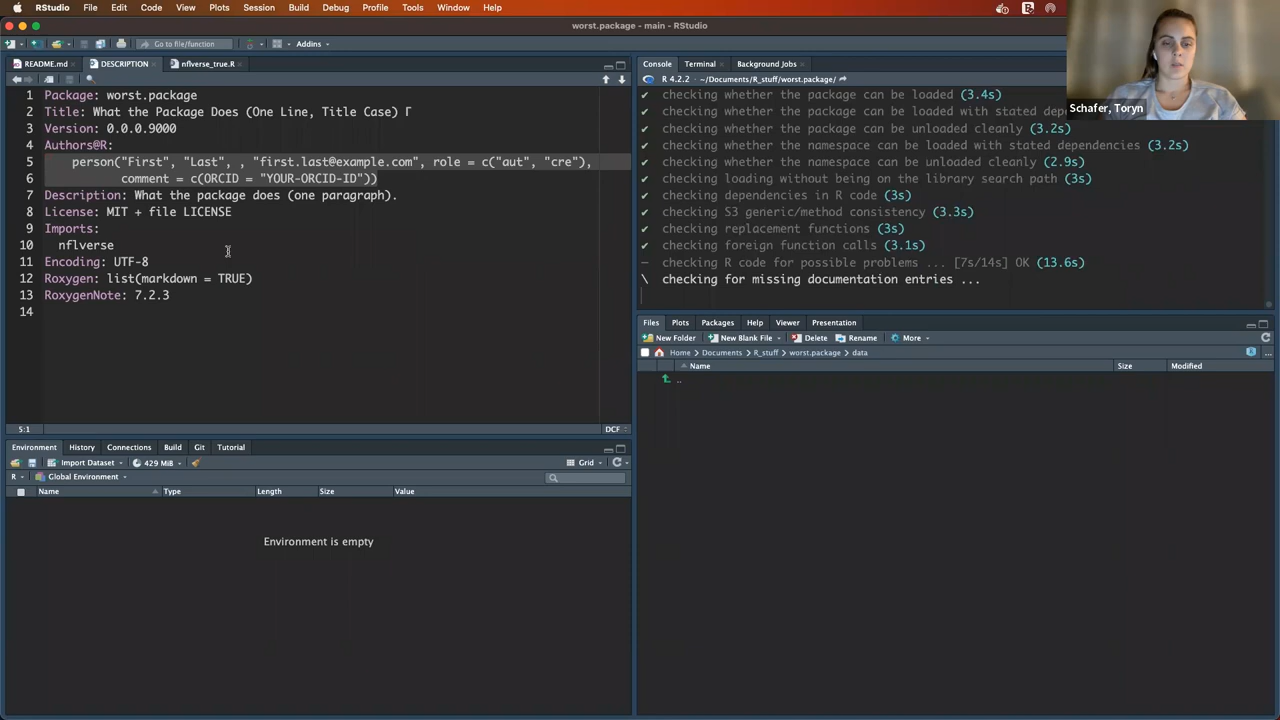 RStudio File Edit Code View Plots Session Build Debug Profile Tools Window Help
worst.package - main - RStudio
Go to file/function Addins
README.md DESCRIPTION nflverse_true.R
1 Package: worst.package
2 Title: What the Package Does (One Line, Title Case) Γ
3 Version: 0.0.0.9000
4 Authors@R:
5 person("First", "Last", , "first.last@example.com", role = c("aut", "cre"),
6 comment = c(ORCID = "YOUR-ORCID-ID"))
7 Description: What the package does (one paragraph).
8 License: MIT + file LICENSE
9 Imports:
10 nflverse
11 Encoding: UTF-8
12 Roxygen: list(markdown = TRUE)
13 RoxygenNote: 7.2.3
14
5:1 DCF
Environment History Connections Build Git Tutorial
Import Dataset 429 MiB Grid
R Global Environment
Name Type Length Size Value
Environment is empty
Console Terminal Background Jobs
R 4.2.2 · ~/Documents/R_stuff/worst.package/
✔ checking whether the package can be loaded (3.4s)
✔ checking whether the package can be loaded with stated depe
✔ checking whether the package can be unloaded cleanly (3.2s)
✔ checking whether the namespace can be loaded with stated dependencies (3.2s)
✔ checking whether the namespace can be unloaded cleanly (2.9s)
✔ checking loading without being on the library search path (3s)
✔ checking dependencies in R code (3s)
✔ checking S3 generic/method consistency (3.3s)
✔ checking replacement functions (3s)
✔ checking foreign function calls (3.1s)
─ checking R code for possible problems ... [7s/14s] OK (13.6s)
\ checking for missing documentation entries ...
Files Plots Packages Help Viewer Presentation
New Folder New Blank File Delete Rename More
Home Documents R_stuff worst.package data
Name Size Modified
..
Schafer, Toryn